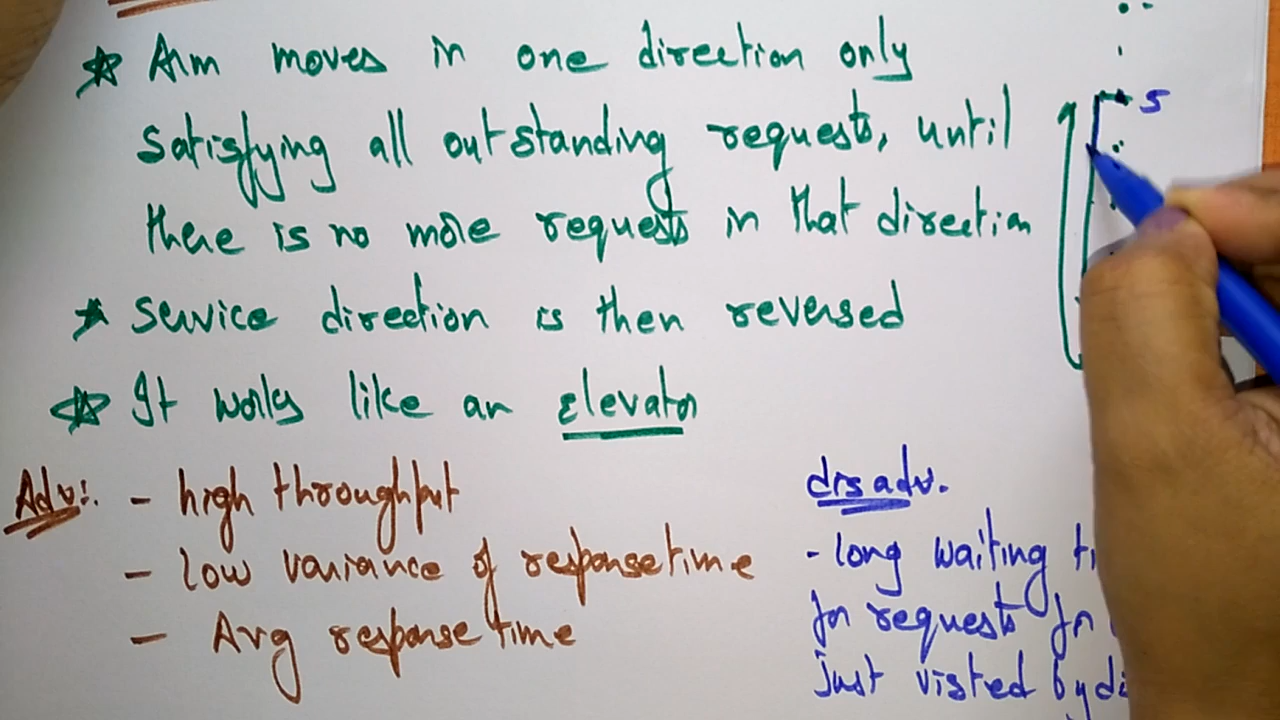 ☆ Arm moves in one direction only
satisfying all outstanding requests, until
there is no more requests in that direction
☆ service direction is then reversed
☆ It works like an elevator
Adv:. - high throughput
- low variance of response time
- Avg response time
disadv.
- long waiting
for requests for
just visited by
5